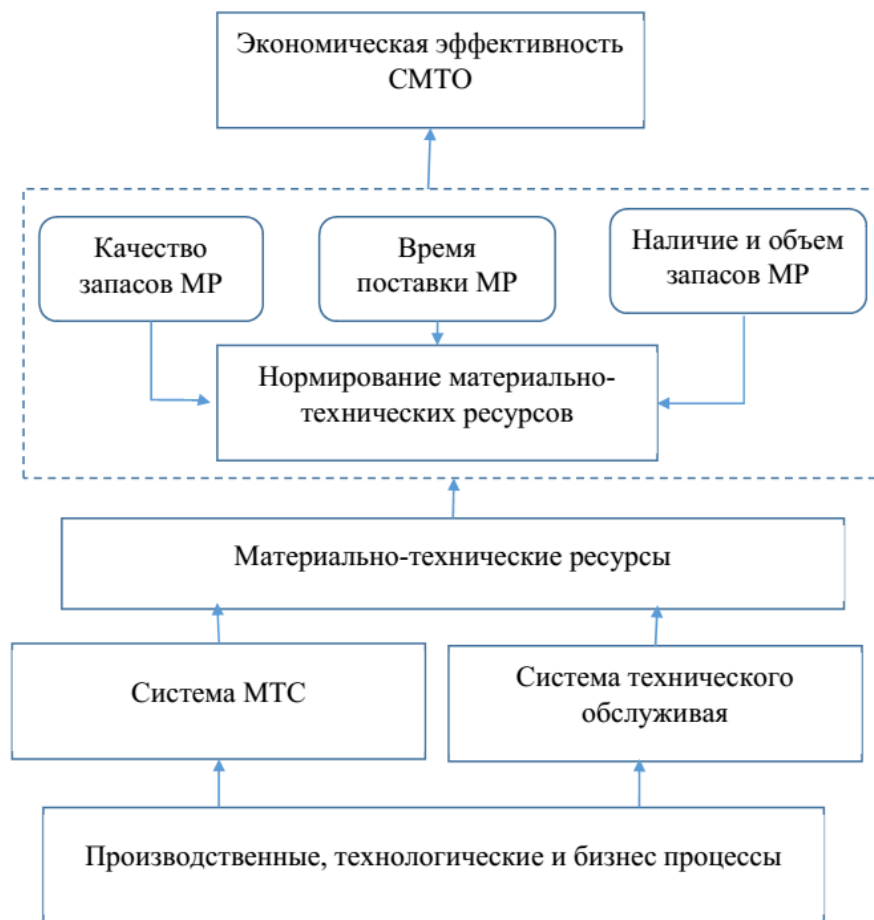 Экономическая эффективность
СМТО
Качество
запасов МР
Время
поставки МР
Наличие и объем
запасов МР
Нормирование материально-
технических ресурсов
Материально-технические ресурсы
Система МТС
Система технического
обслуживая
Производственные, технологические и бизнес процессы